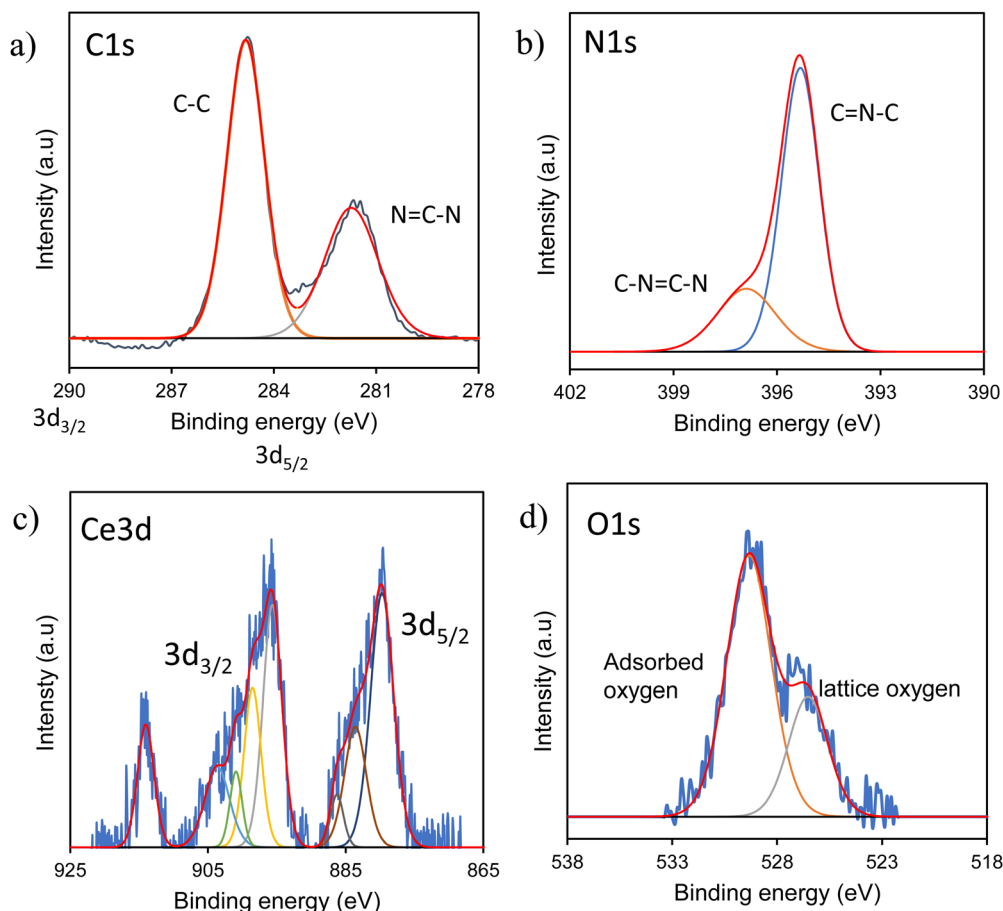 a)
C1s
C-C
N=C-N
Intensity (a.u)
290 287 284 281 278
Binding energy (eV)
3d3/2
3d5/2
b)
N1s
C=N-C
C-N=C-N
Intensity (a.u)
402 399 396 393 390
Binding energy (eV)
c)
Ce3d
3d3/2
3d5/2
Intensty (a.u)
925 905 885 865
Binding energy (eV)
d)
O1s
Adsorbed
oxygen
lattice oxygen
Intensity (a.u)
538 533 528 523 518
Binding energy (eV)